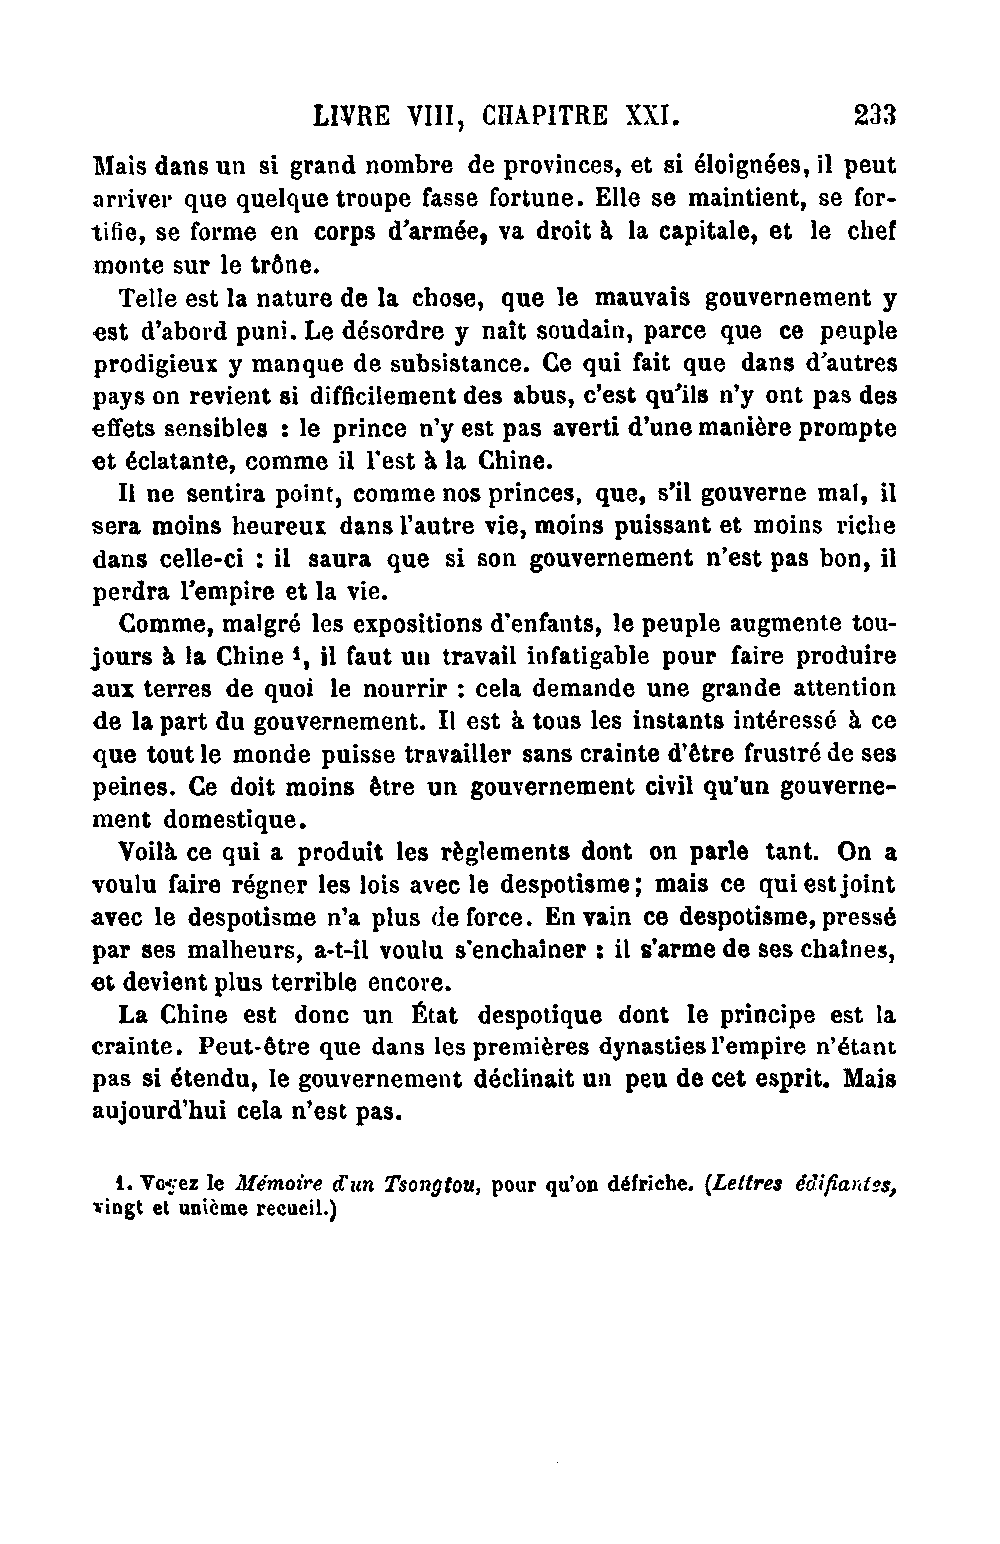 LIVRE VIII, CHAPITRE XXI. 233
Mais dans un si grand nombre de provinces, et si éloignées, il peut
arriver que quelque troupe fasse fortune. Elle se maintient, se for-
tifie, se forme en corps d'armée, va droit à la capitale, et le chef
monte sur le trône.
Telle est la nature de la chose, que le mauvais gouvernement y
est d'abord puni. Le désordre y naît soudain, parce que ce peuple
prodigieux y manque de subsistance. Ce qui fait que dans d'autres
pays on revient si difficilement des abus, c'est qu'ils n'y ont pas des
effets sensibles : le prince n'y est pas averti d'une manière prompte
et éclatante, comme il l'est à la Chine.
Il ne sentira point, comme nos princes, que, s'il gouverne mal, il
sera moins heureux dans l'autre vie, moins puissant et moins riche
dans celle-ci : il saura que si son gouvernement n'est pas bon, il
perdra l'empire et la vie.
Comme, malgré les expositions d'enfants, le peuple augmente tou-
jours à la Chine ¹, il faut un travail infatigable pour faire produire
aux terres de quoi le nourrir : cela demande une grande attention
de la part du gouvernement. Il est à tous les instants intéressé à ce
que tout le monde puisse travailler sans crainte d'être frustré de ses
peines. Ce doit moins être un gouvernement civil qu'un gouverne-
ment domestique.
Voilà ce qui a produit les règlements dont on parle tant. On a
voulu faire régner les lois avec le despotisme; mais ce qui est joint
avec le despotisme n'a plus de force. En vain ce despotisme, pressé
par ses malheurs, a-t-il voulu s'enchaîner : il s'arme de ses chaînes,
et devient plus terrible encore.
La Chine est donc un État despotique dont le principe est la
crainte. Peut-être que dans les premières dynasties l'empire n'étant
pas si étendu, le gouvernement déclinait un peu de cet esprit. Mais
aujourd'hui cela n'est pas.
1. Voyez le Mémoire d'un Tsongtou, pour qu'on défriche. (Lettres édifiantes,
vingt et unième recueil.)